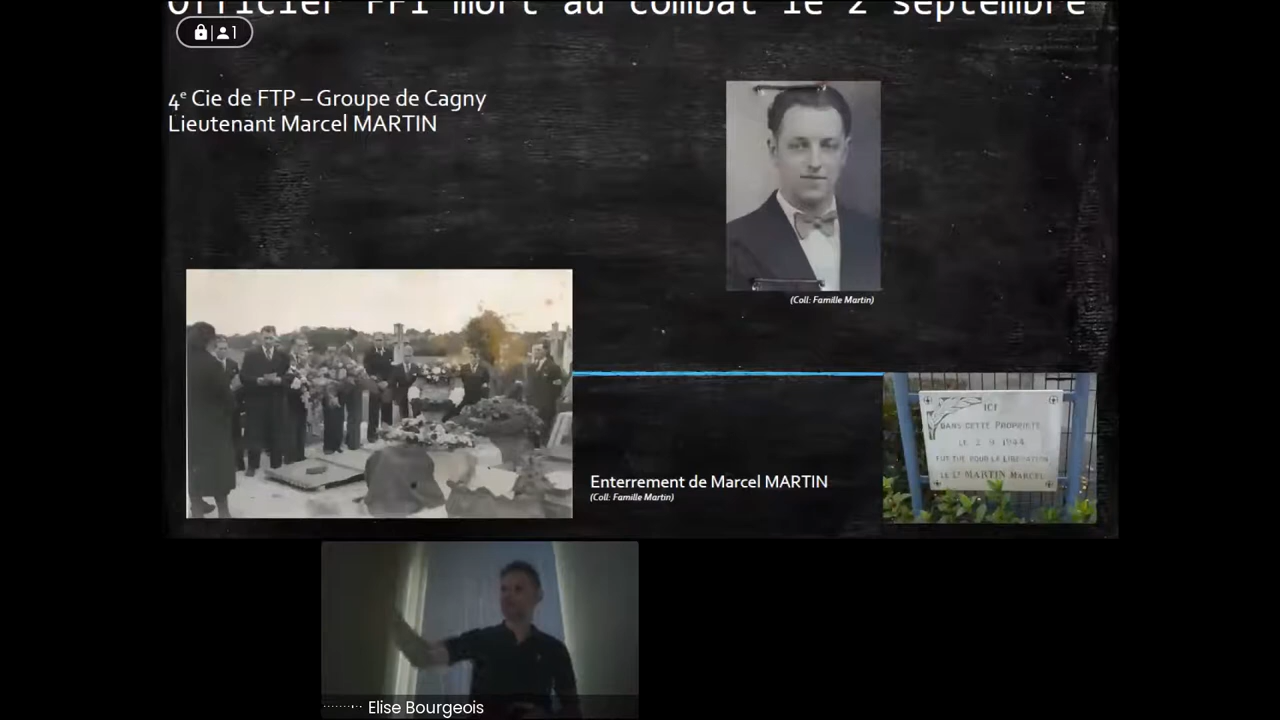 Officier FFI mort au combat le 2 septembre
1
4e Cie de FTP – Groupe de Cagny
Lieutenant Marcel MARTIN
(Coll: Famille Martin)
Enterrement de Marcel MARTIN
(Coll: Famille Martin)
ICI
DANS CETTE PROPRIETE
LE 2.9.1944
FUT TUE POUR LA LIBERATION
LE Lt MARTIN MARCEL
Elise Bourgeois